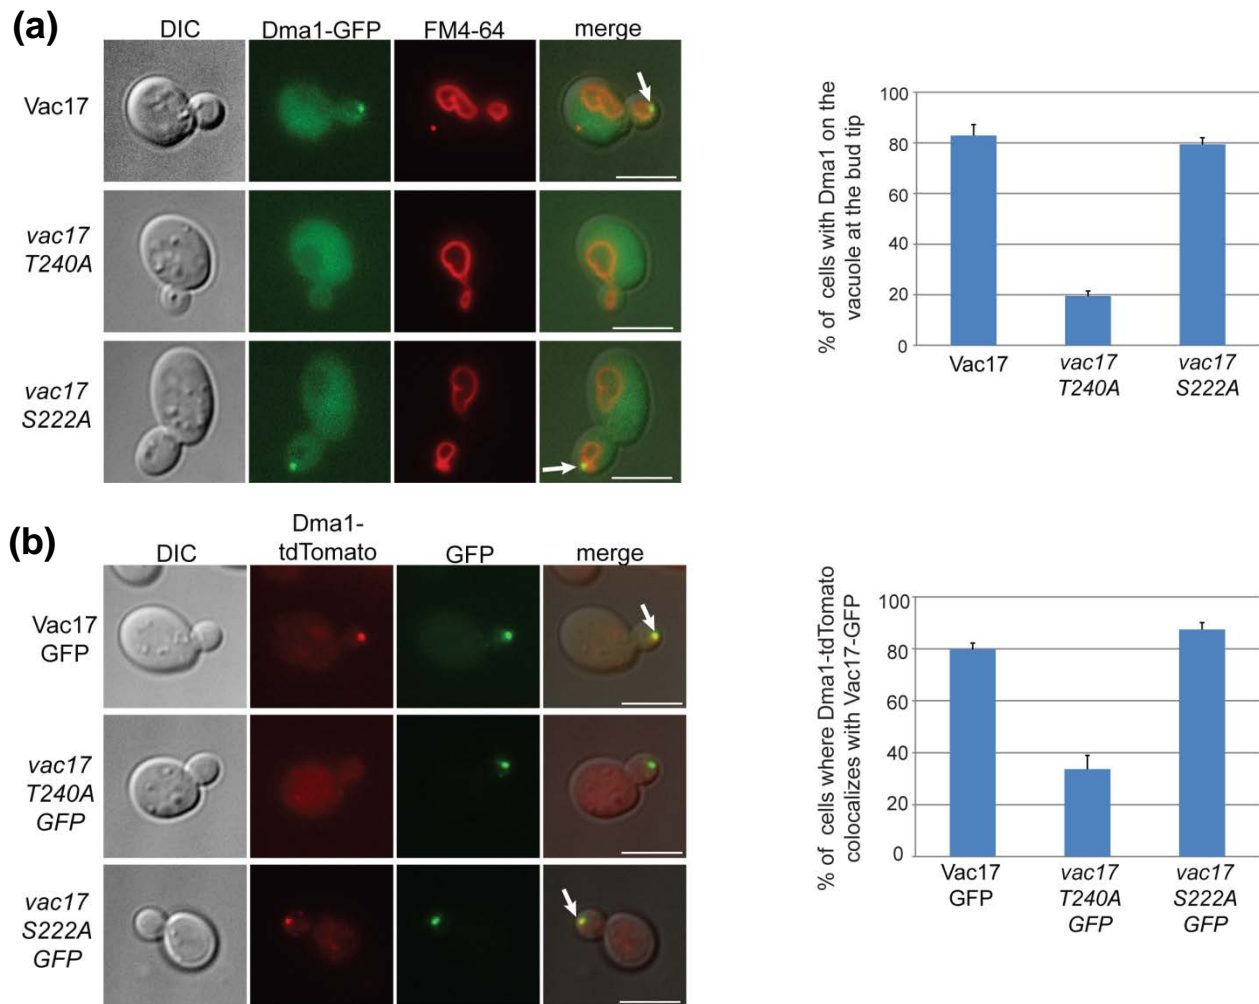 (a)
DIC
Dma1-GFP
FM4-64
merge
Vac17
vac17
T240A
vac17
S222A
% of cells with Dma1 on the
vacuole at the bud tip
100
80
60
40
20
0
Vac17
vac17
T240A
vac17
S222A
(b)
DIC
Dma1-
tdTomato
GFP
merge
Vac17
GFP
vac17
T240A
GFP
vac17
S222A
GFP
% of cells where Dma1-tdTomato
colocalizes with Vac17-GFP
100
80
60
40
20
0
Vac17
GFP
vac17
T240A
GFP
vac17
S222A
GFP